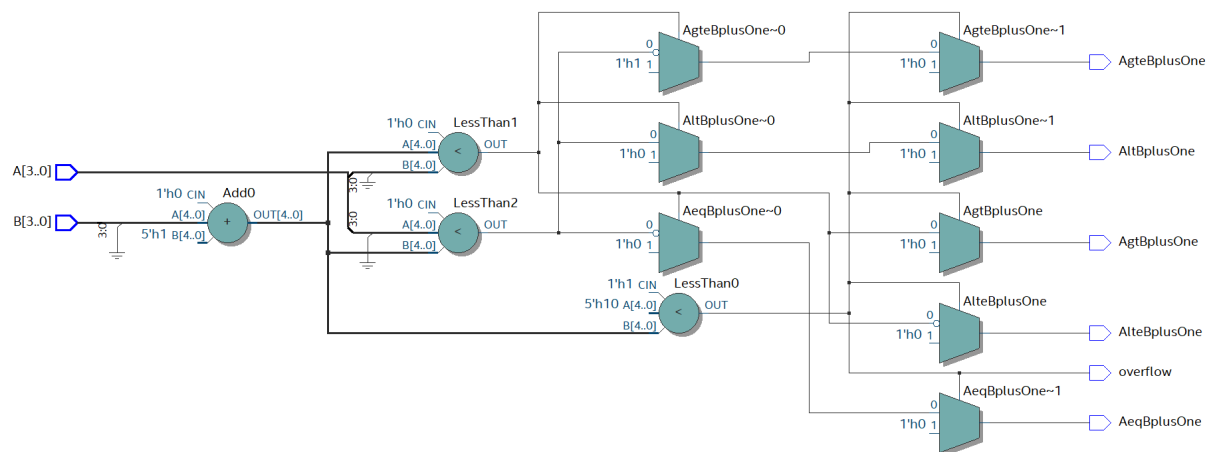 A[3..0]
B[3..0]
3:0
1'h0 CIN
A[4..0]
5'h1 B[4..0]
Add0
+
OUT[4..0]
3:0
3:0
LessThan1
1'h0 CIN
A[4..0]
B[4..0]
<
OUT
LessThan2
1'h0 CIN
A[4..0]
B[4..0]
<
OUT
AgteBplusOne~0
0
1'h1 1
AltBplusOne~0
0
1'h0 1
AeqBplusOne~0
0
1'h0 1
LessThan0
1'h1 CIN
5'h10 A[4..0]
B[4..0]
<
OUT
AgteBplusOne~1
0
1'h0 1
AltBplusOne~1
0
1'h0 1
AgtBplusOne
0
1'h0 1
AlteBplusOne
0
1'h0 1
AeqBplusOne~1
0
1'h0 1
AgteBplusOne
AltBplusOne
AgtBplusOne
AlteBplusOne
overflow
AeqBplusOne